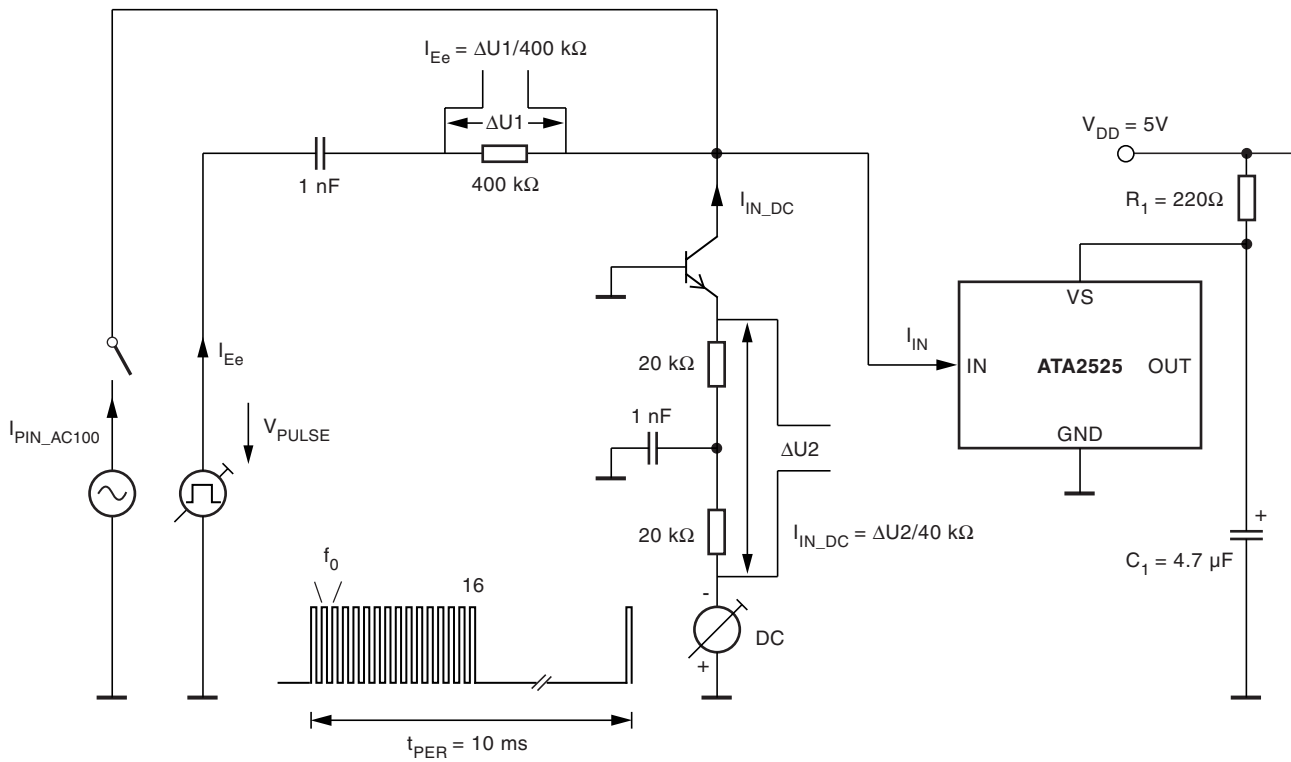 I_Ee = ΔU1/400 kΩ
ΔU1
1 nF
400 kΩ
V_DD = 5V
R_1 = 220Ω
I_IN_DC
VS
I_Ee
I_IN
20 kΩ
IN
ATA2525
OUT
1 nF
I_PIN_AC100
V_PULSE
GND
ΔU2
20 kΩ
I_IN_DC = ΔU2/40 kΩ
+
C_1 = 4.7 µF
f_0
16
-
DC
+
t_PER = 10 ms